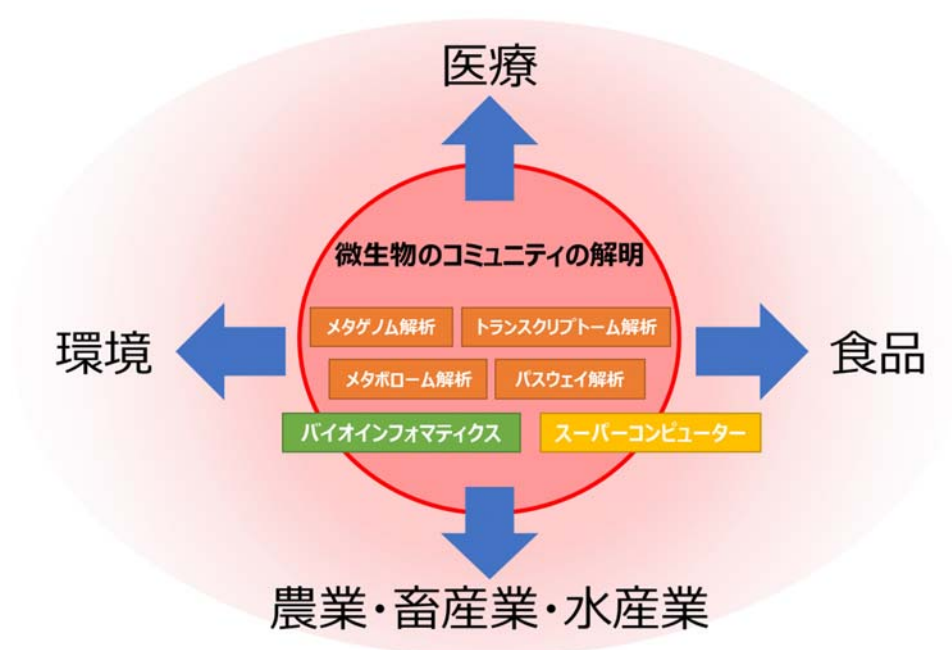 医療
微生物のコミュニティの解明
メタゲノム解析 トランスクリプトーム解析
環境
食品
メタボローム解析 パスウェイ解析
バイオインフォマティクス スーパーコンピューター
農業・畜産業・水産業